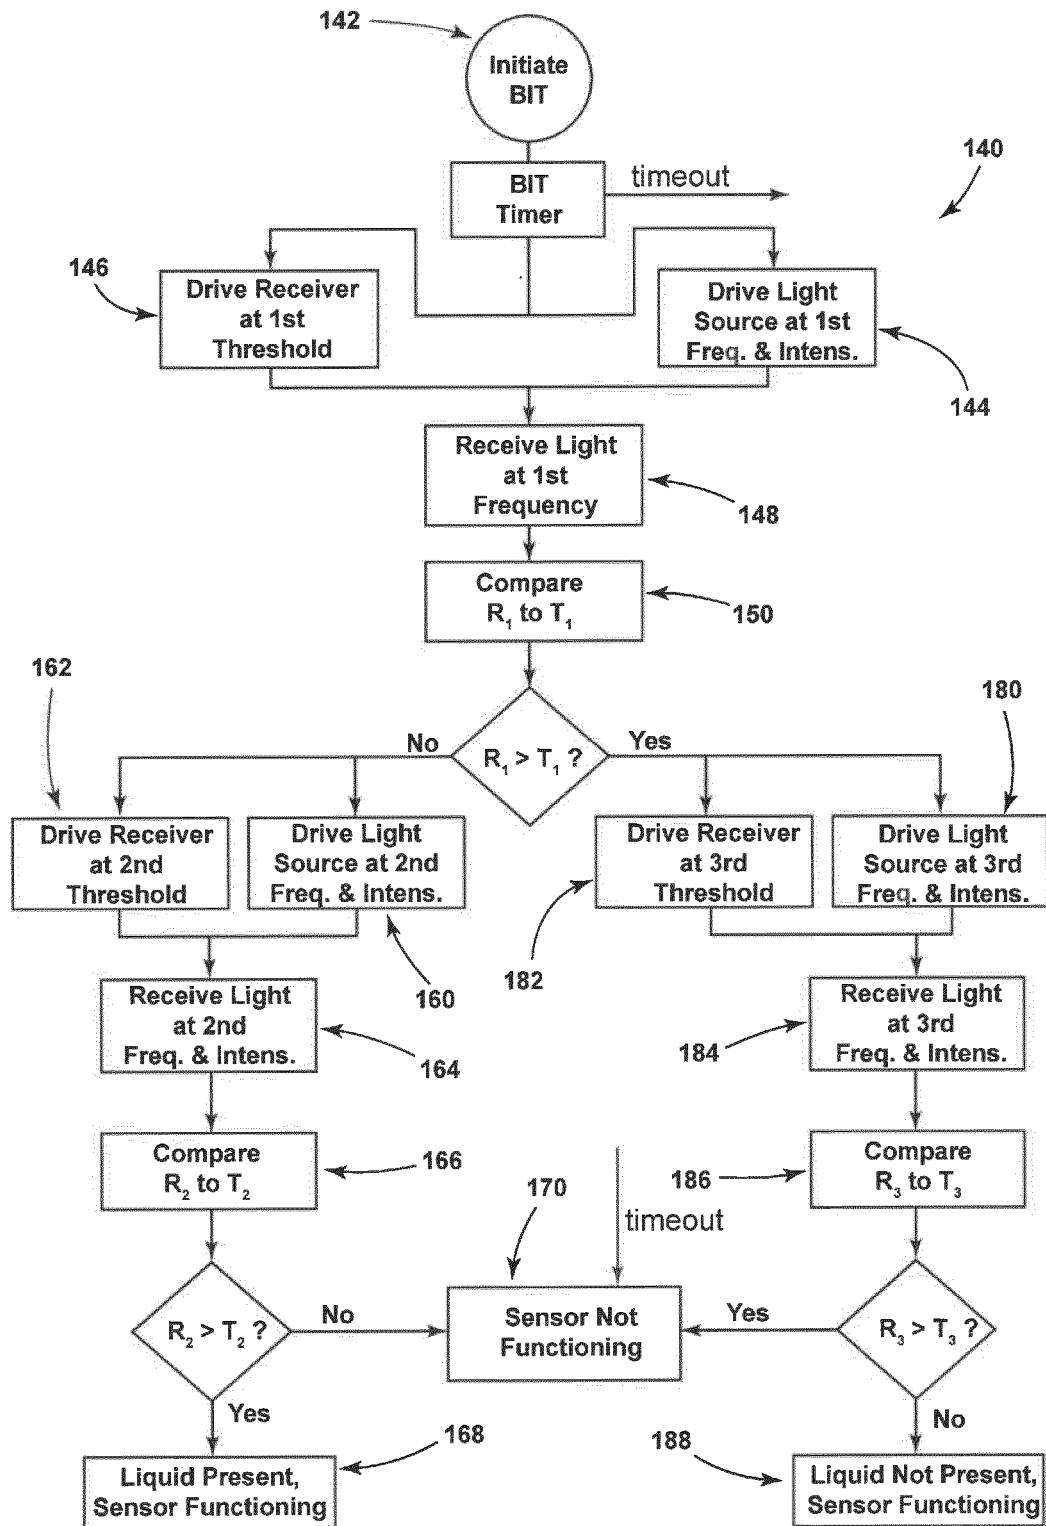 142
Initiate
BIT
140
BIT
Timer
timeout
146
Drive Receiver
at 1st
Threshold
Drive Light
Source at 1st
Freq. & Intens.
144
Receive Light
at 1st
Frequency
148
Compare
R₁ to T₁
150
162
180
No
R₁ > T₁ ?
Yes
Drive Receiver
at 2nd
Threshold
Drive Light
Source at 2nd
Freq. & Intens.
Drive Receiver
at 3rd
Threshold
Drive Light
Source at 3rd
Freq. & Intens.
160
182
Receive Light
at 2nd
Freq. & Intens.
164
184
Receive Light
at 3rd
Freq. & Intens.
Compare
R₂ to T₂
166
170
timeout
186
Compare
R₃ to T₃
R₂ > T₂ ?
No
Sensor Not
Functioning
Yes
R₃ > T₃ ?
Yes
No
168
188
Liquid Present,
Sensor Functioning
Liquid Not Present,
Sensor Functioning